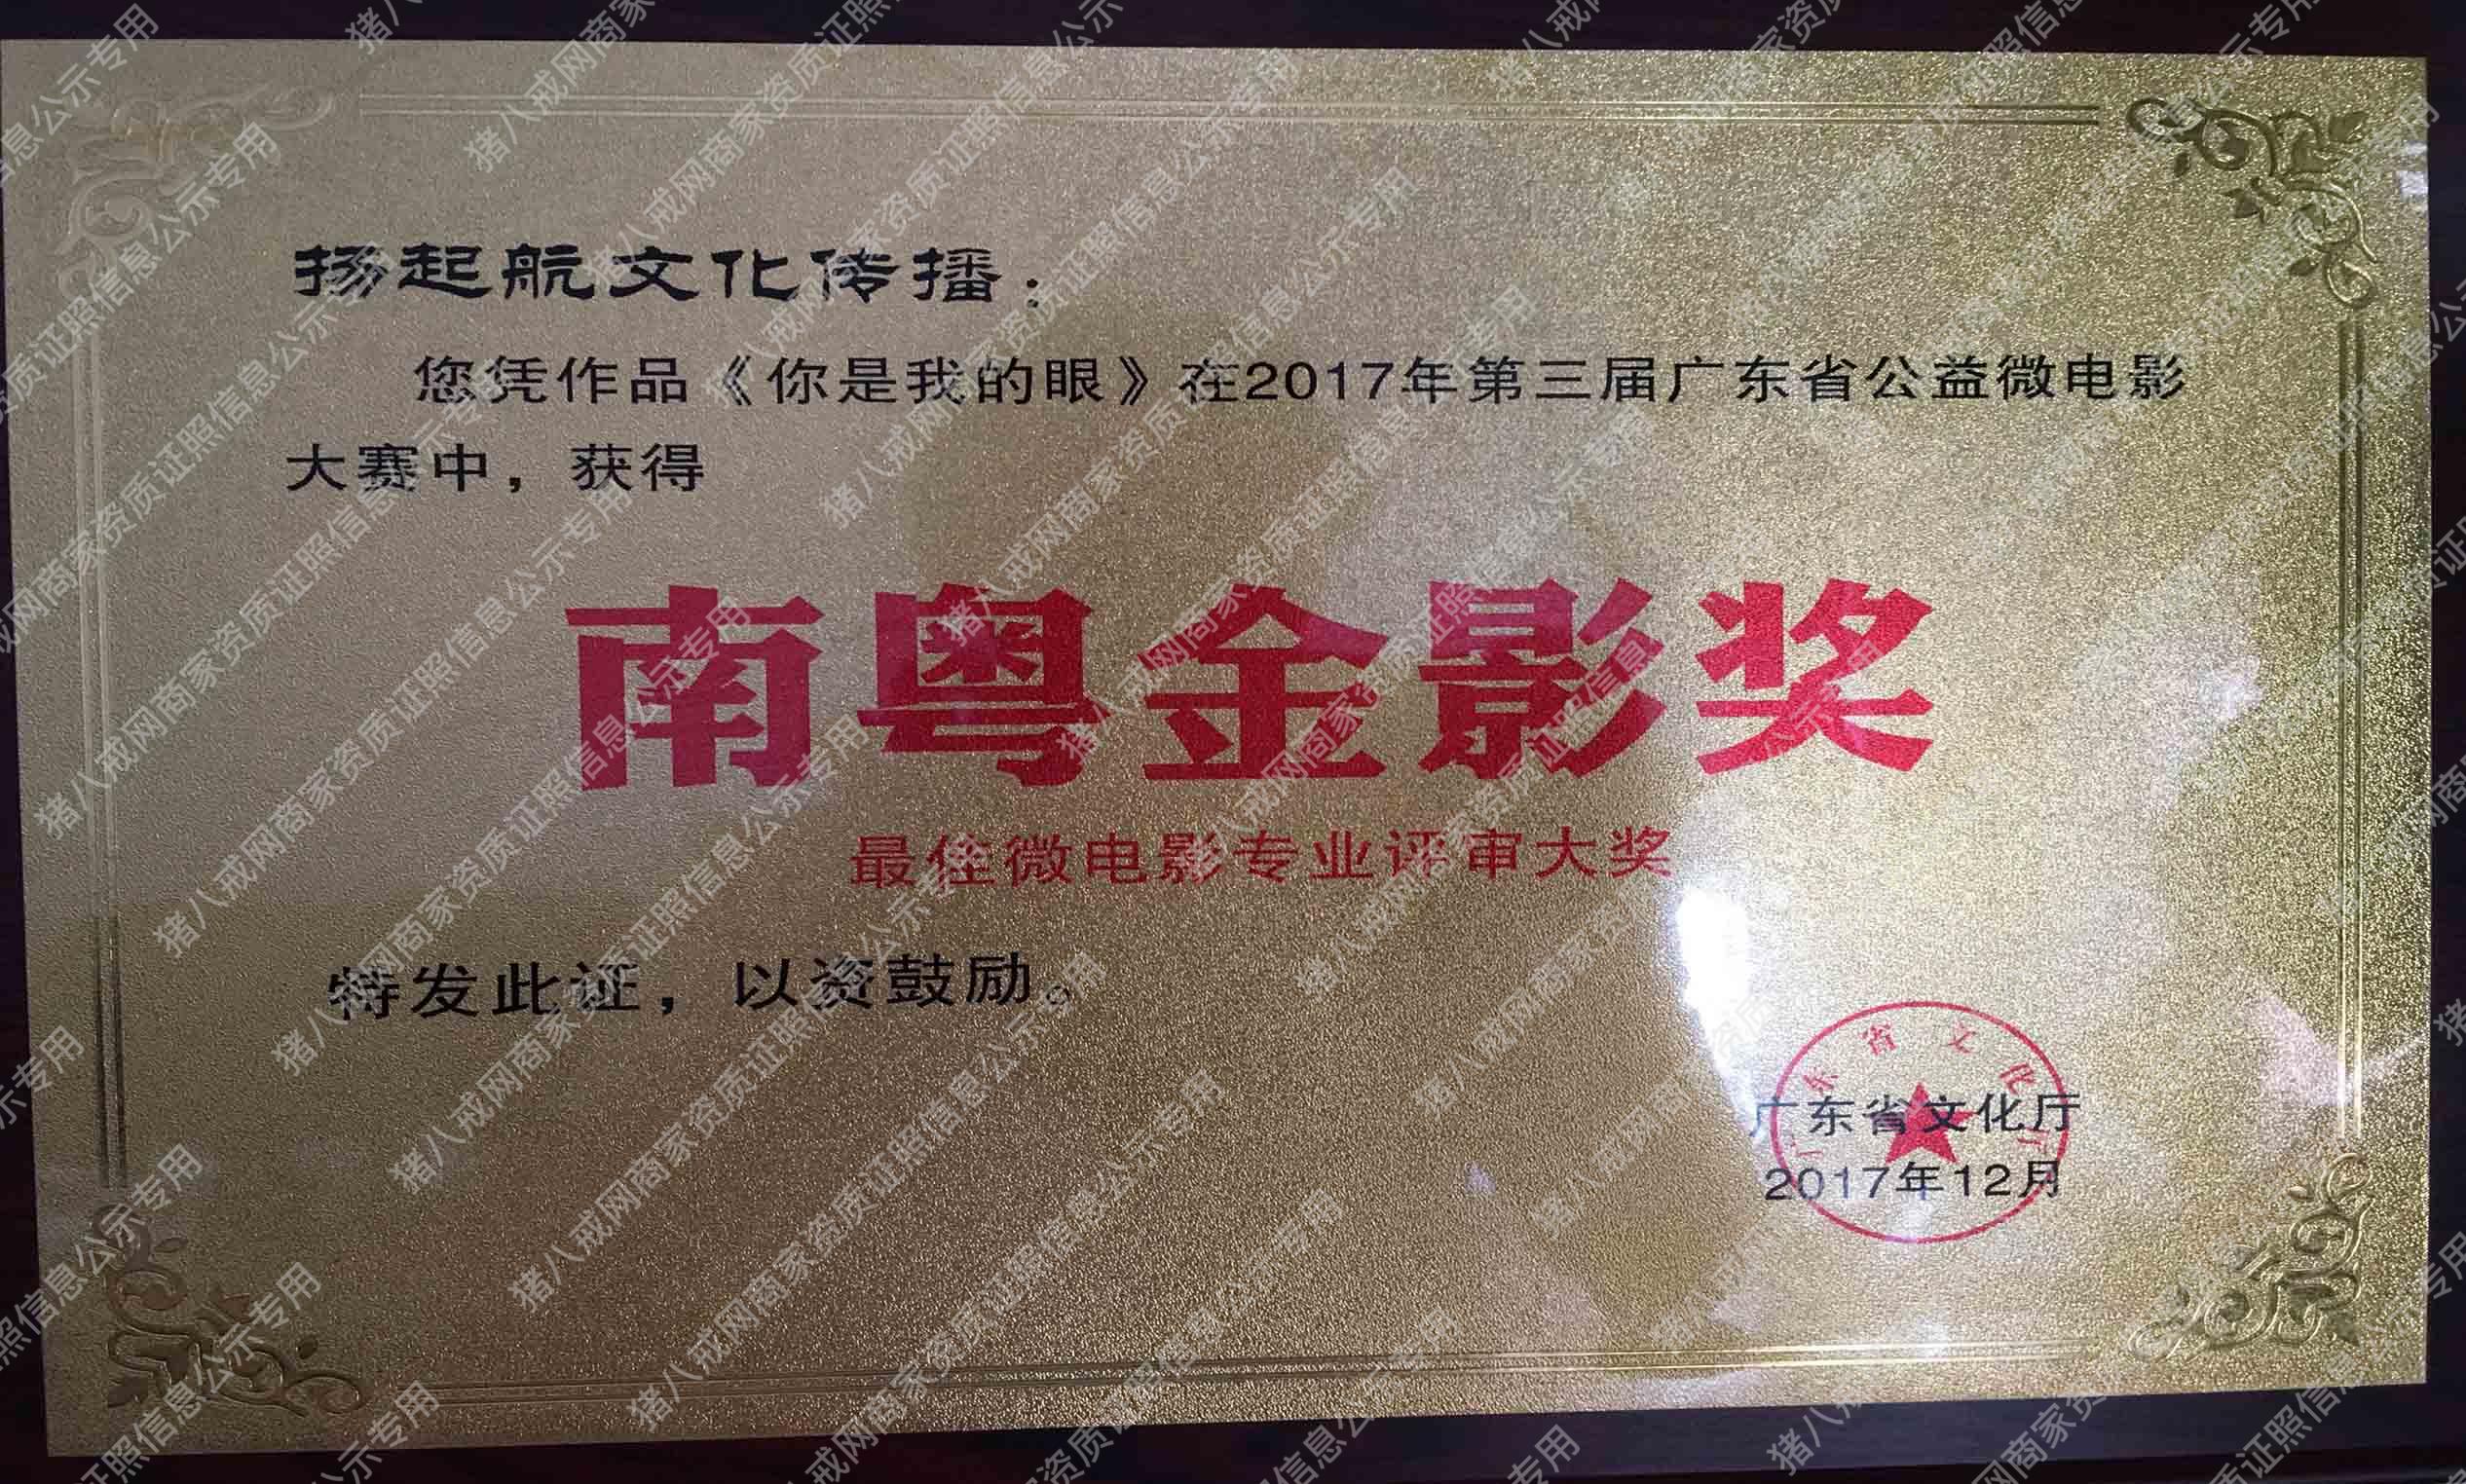 扬起航文化传播：
您凭作品《你是我的眼》在2017年第三届广东省公益微电影
大赛中，获得
南粤金影奖
最佳微电影专业评审大奖
特发此证，以资鼓励。
广东省文化厅
2017年12月
东省文化
猪八戒网商家资质证照信息公示专用